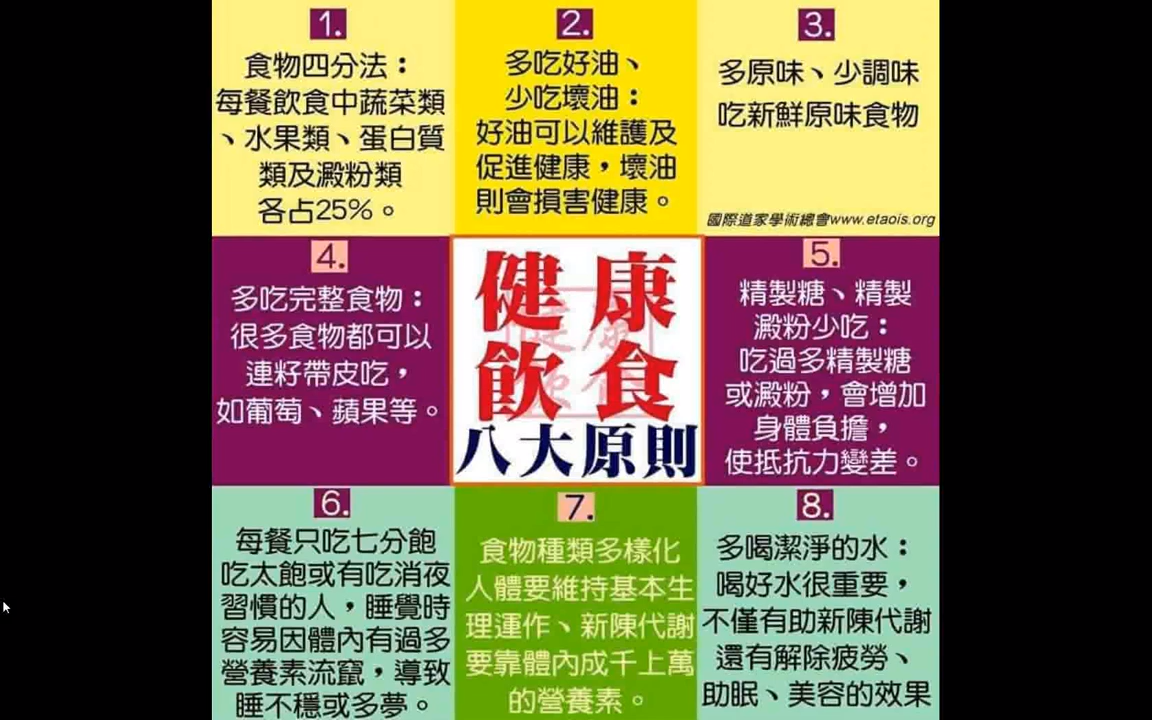 1.
食物四分法：
每餐飲食中蔬菜類
、水果類、蛋白質
類及澱粉類
各占25%。
2.
多吃好油、
少吃壞油：
好油可以維護及
促進健康，壞油
則會損害健康。
3.
多原味、少調味
吃新鮮原味食物
國際道家學術總會www.etaois.org
4.
多吃完整食物：
很多食物都可以
連籽帶皮吃，
如葡萄、蘋果等。
健康
飲食
八大原則
5.
精製糖、精製
澱粉少吃：
吃過多精製糖
或澱粉，會增加
身體負擔，
使抵抗力變差。
6.
每餐只吃七分飽
吃太飽或有吃消夜
習慣的人，睡覺時
容易因體內有過多
營養素流竄，導致
睡不穩或多夢。
7.
食物種類多樣化
人體要維持基本生
理運作、新陳代謝
要靠體內成千上萬
的營養素。
8.
多喝潔淨的水：
喝好水很重要，
不僅有助新陳代謝
還有解除疲勞、
助眠、美容的效果